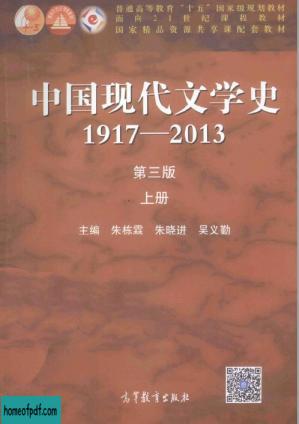 普通高等教育“十五”国家级规划教材
面向21世纪课程教材
国家精品资源共享课配套教材
中国现代文学史
1917—2013
第三版
上册
主编 朱栋霖 朱晓进 吴义勤
高等教育出版社
homeofpdf.com
homeofpdf.com